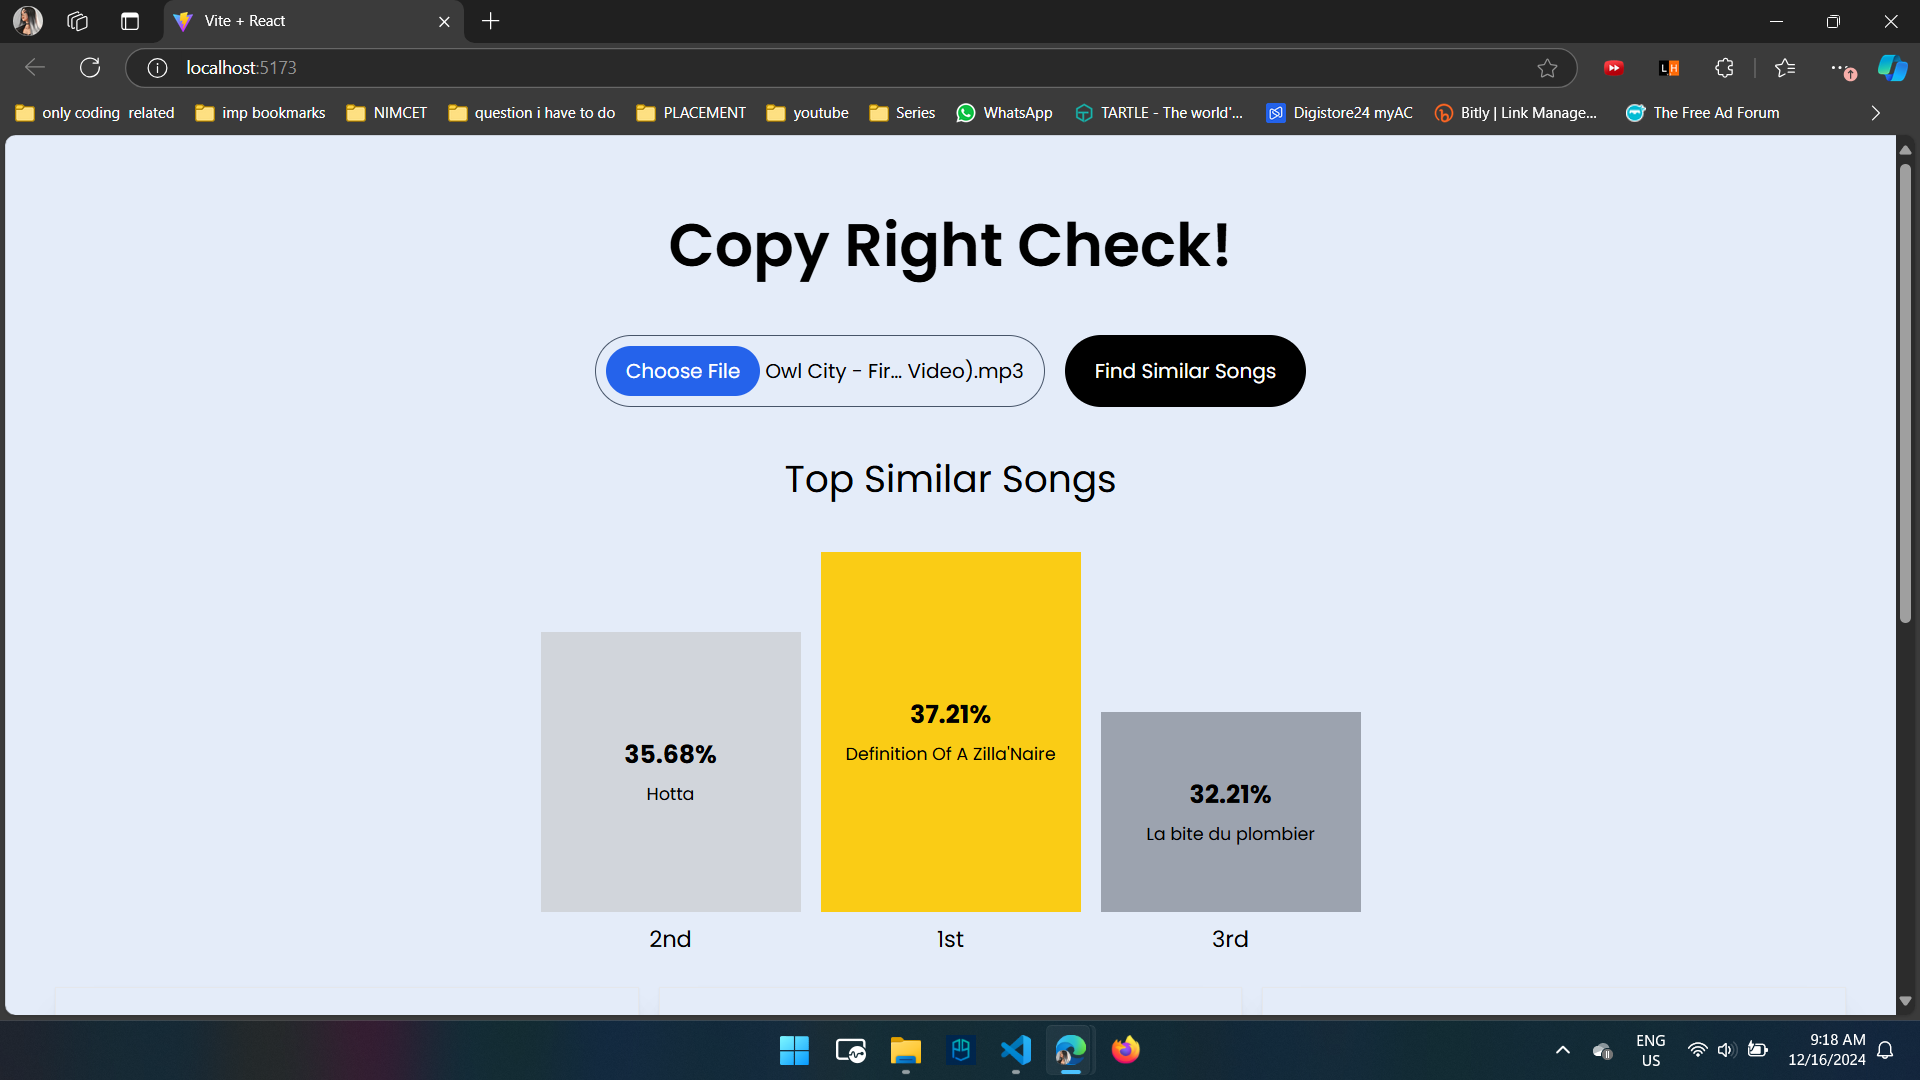 Vite + React
localhost:5173
only coding related
imp bookmarks
NIMCET
question i have to do
PLACEMENT
youtube
Series
WhatsApp
TARTLE - The world'...
Digistore24 myAC
Bitly | Link Manage...
The Free Ad Forum
Copy Right Check!
Choose File Owl City - Fir... Video).mp3
Find Similar Songs
Top Similar Songs
37.21%
Definition Of A Zilla'Naire
35.68%
Hotta
32.21%
La bite du plombier
2nd
1st
3rd
ENG
US
9:18 AM
12/16/2024